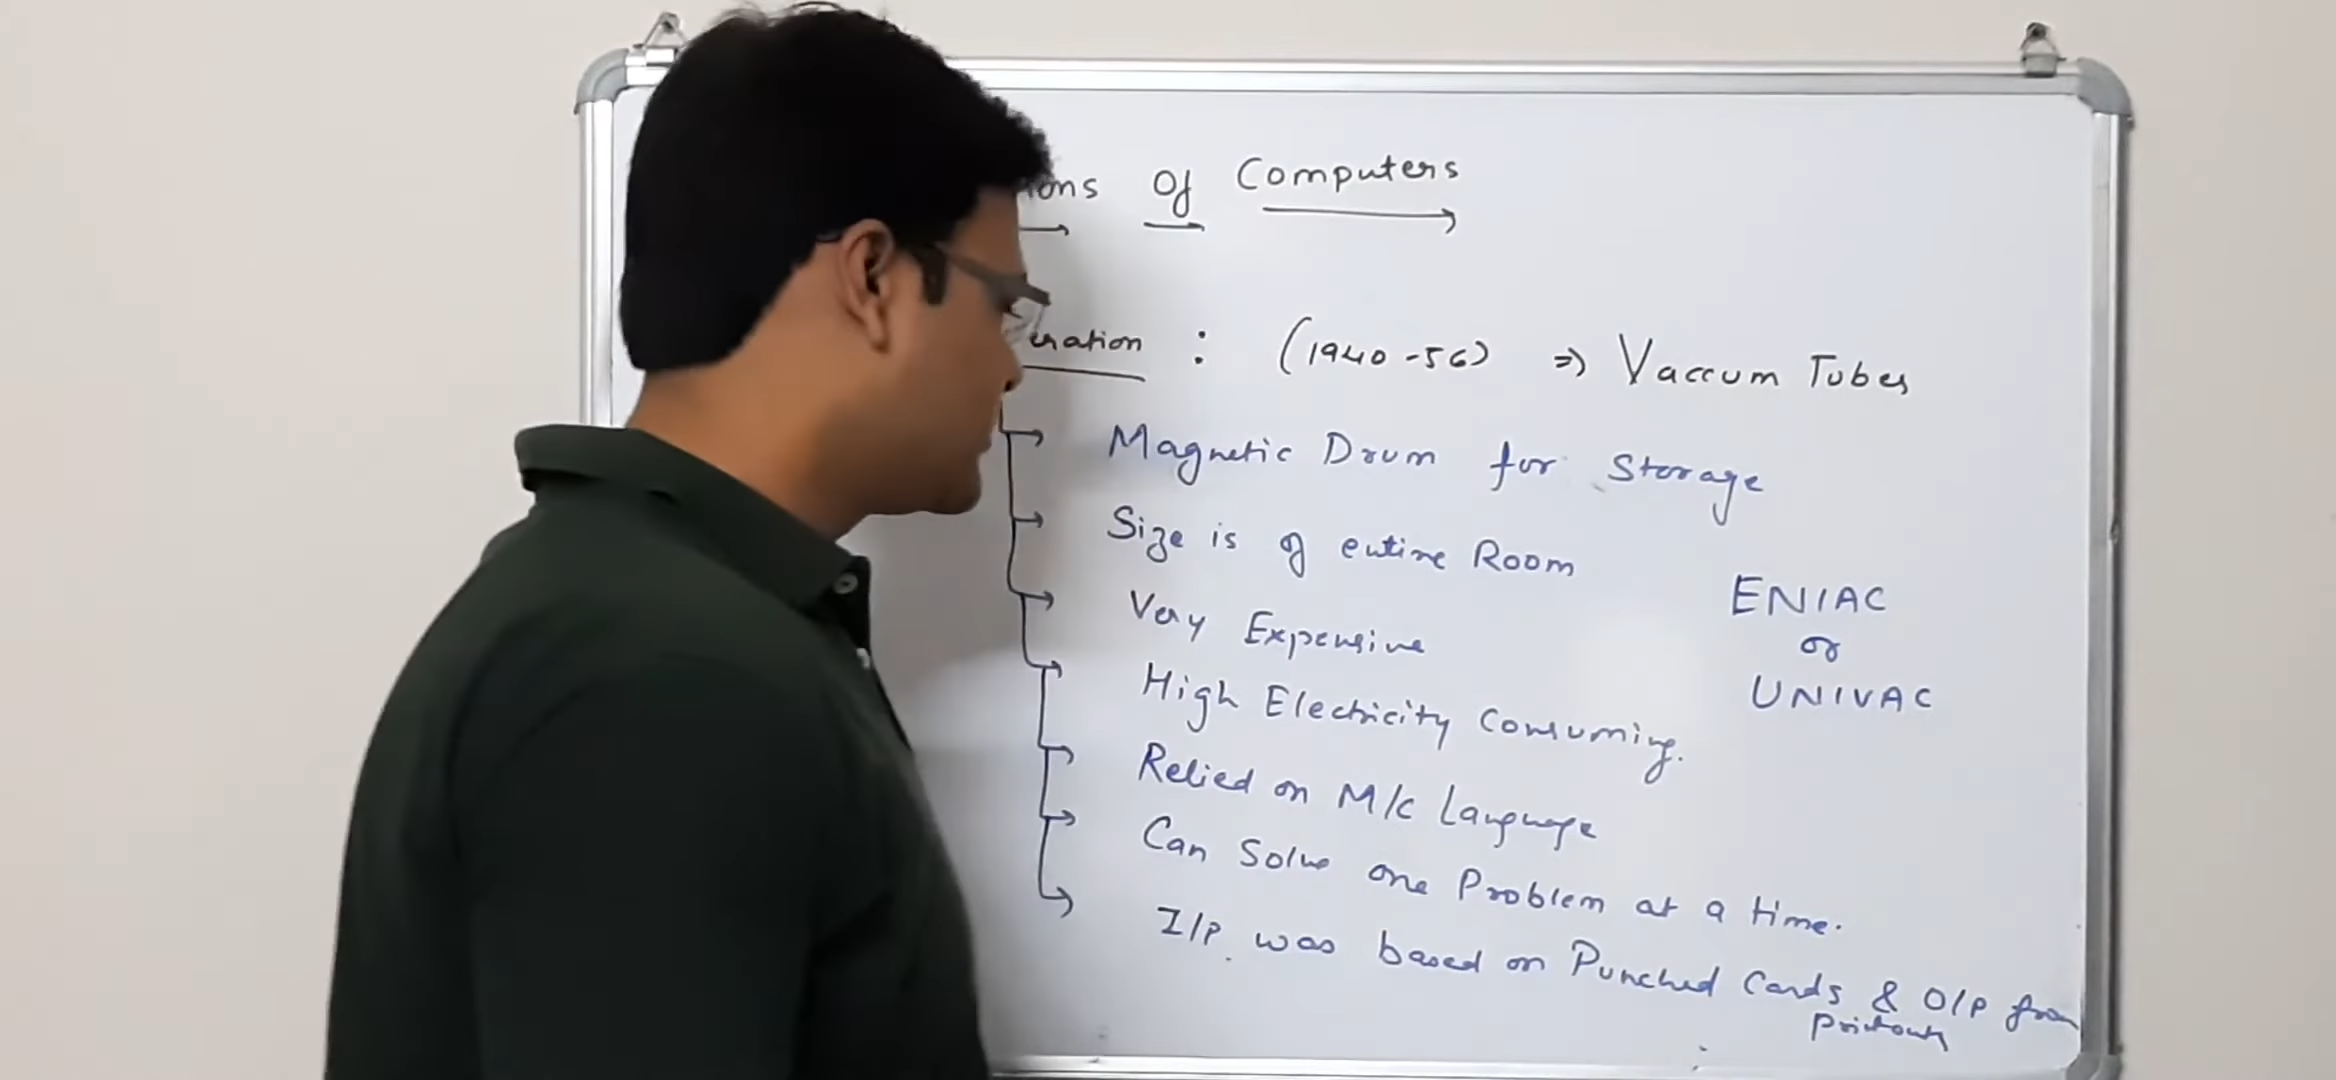 ions Of Computers
eration : (1940-56) => Vaccum Tubes
Magnetic Drum for Storage
Size is of entire Room
Very Expensive
ENIAC
or
UNIVAC
High Electricity Consuming.
Relied on M/c Language
Can Solve one Problem at a time.
I/P. was based on Punched Cards & O/P from
Printouts